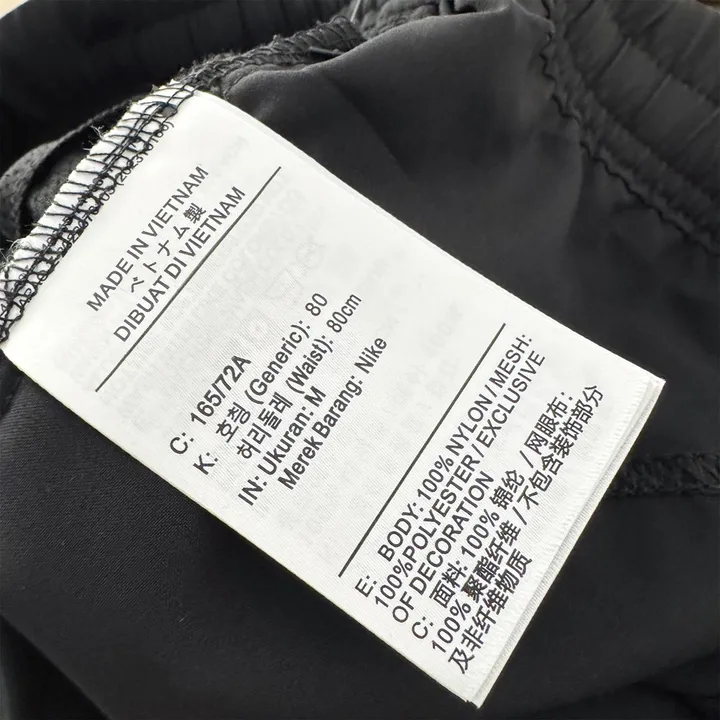 MADE IN VIETNAM
ベトナム製
DIBUAT DI VIETNAM
C: 165/72A
K: 호칭 (Generic): 80
허리둘레 (Waist): 80cm
IN: Ukuran: M
Merek Barang: Nike
E: BODY: 100% NYLON / MESH:
100%POLYESTER / EXCLUSIVE
OF DECORATION
C: 面料: 100% 锦纶 / 网眼布:
100% 聚酯纤维 / 不包含装饰部分
及非纤维物质